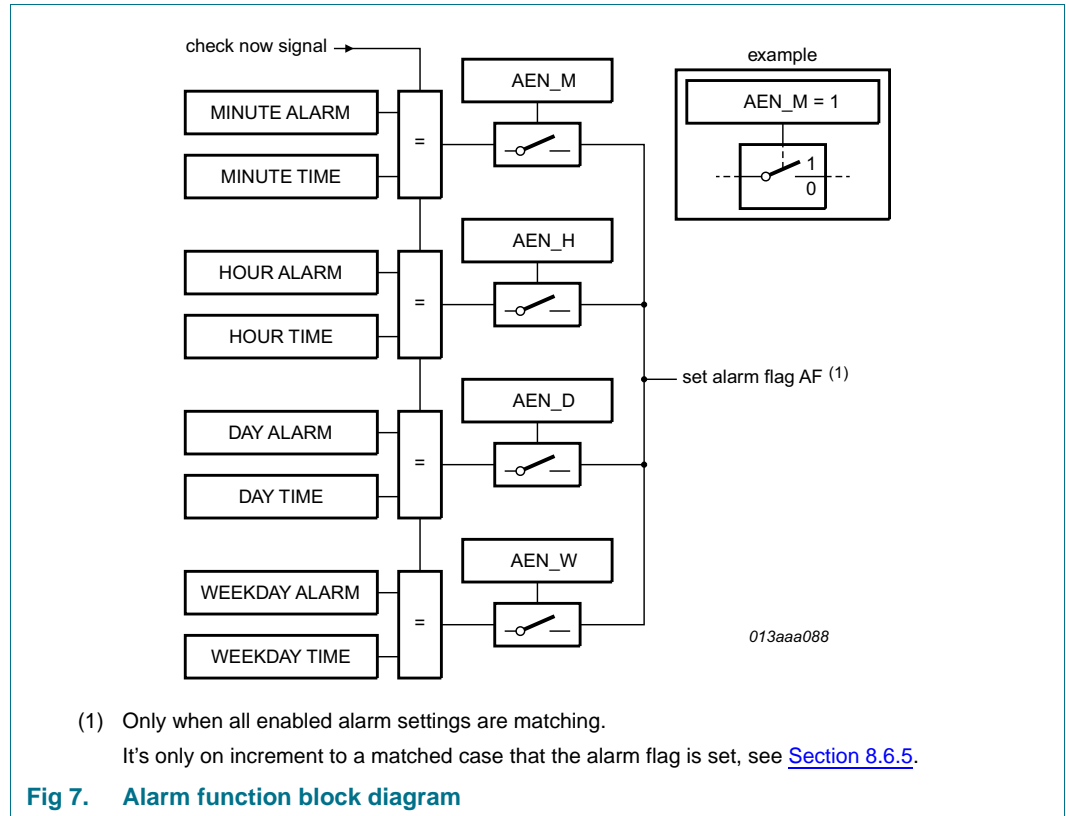 check now signal
example
AEN_M
AEN_M = 1
MINUTE ALARM
=
1
MINUTE TIME
0
AEN_H
HOUR ALARM
=
HOUR TIME
set alarm flag AF (1)
AEN_D
DAY ALARM
=
DAY TIME
AEN_W
WEEKDAY ALARM
=
WEEKDAY TIME
013aaa088
(1) Only when all enabled alarm settings are matching.
It's only on increment to a matched case that the alarm flag is set, see Section 8.6.5.
Fig 7. Alarm function block diagram